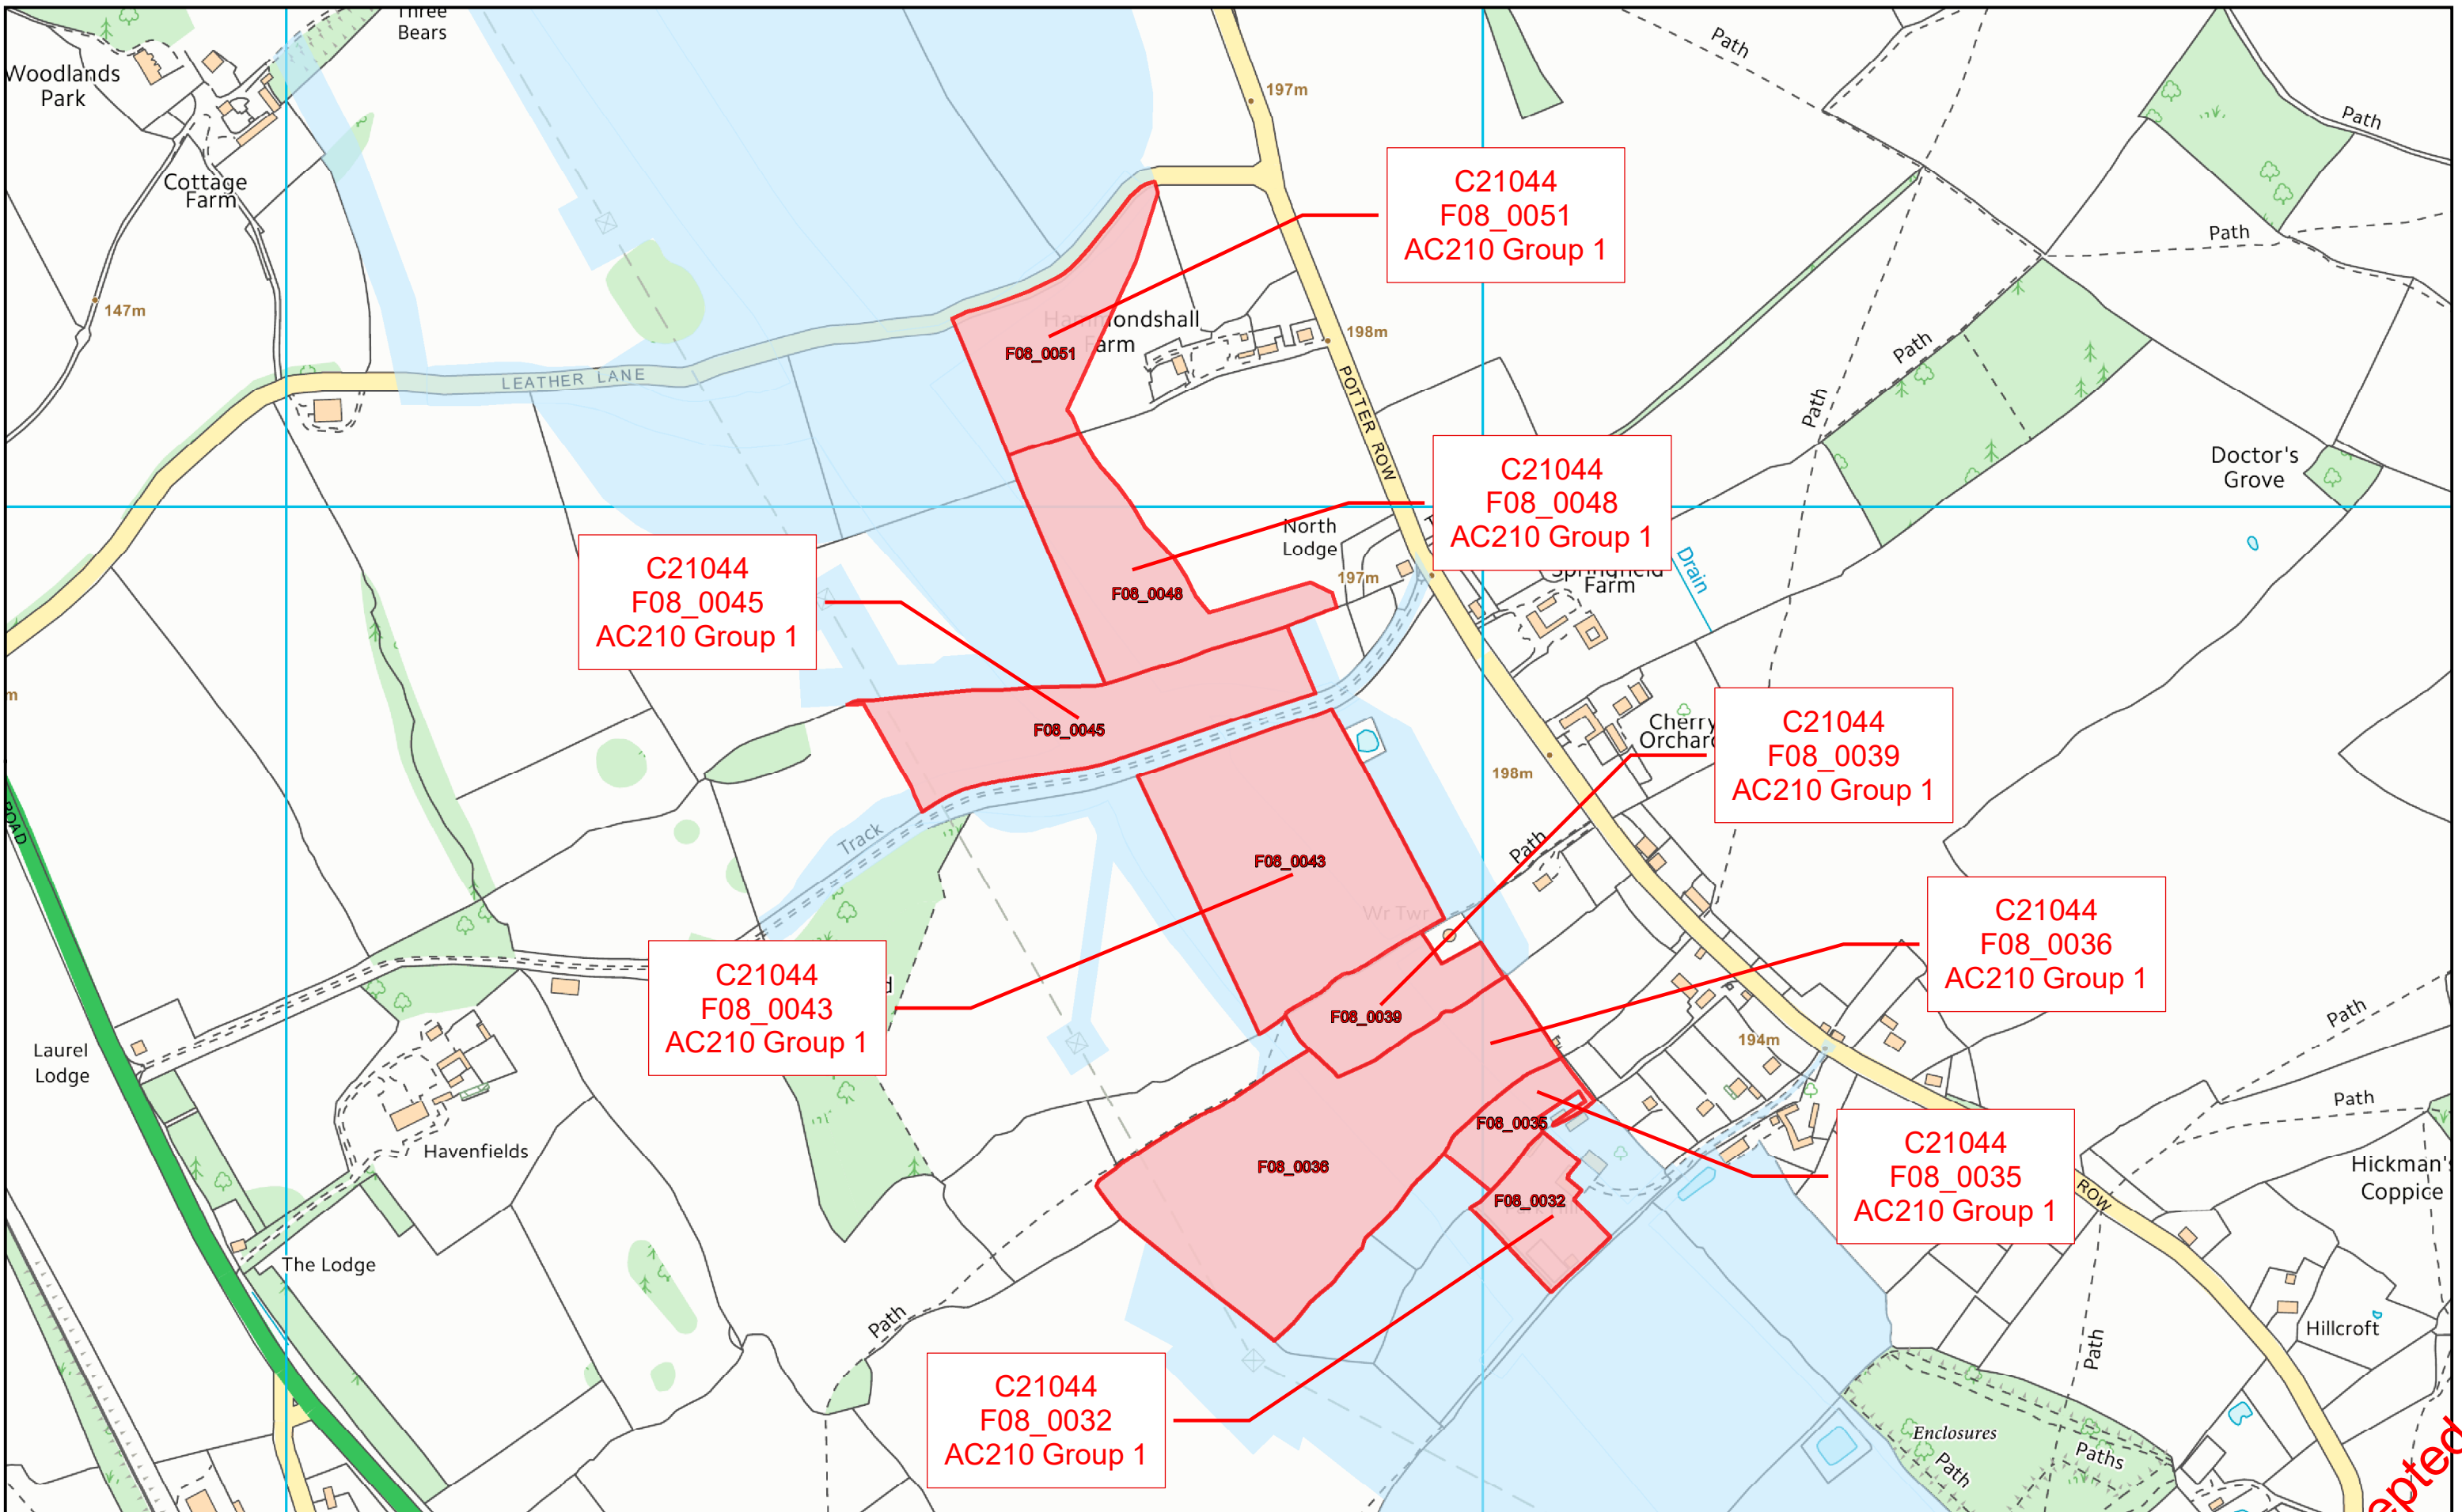 Three
Bears
Woodlands
Park
Cottage
Farm
147m
197m
Path
Path
Path
C21044
F08_0051
AC210 Group 1
Hammondshall
Farm
F08_0051
198m
LEATHER LANE
POTTER ROW
Path
Path
Doctor's
Grove
C21044
F08_0048
AC210 Group 1
North
Lodge
197m
Springfield
Farm
Drain
C21044
F08_0045
AC210 Group 1
F08_0048
m
F08_0045
Cherry
Orchard
198m
C21044
F08_0039
AC210 Group 1
ROAD
Track
Path
F08_0043
Wr Twr
C21044
F08_0036
AC210 Group 1
C21044
F08_0043
AC210 Group 1
d
F08_0039
194m
Path
Laurel
Lodge
Path
Havenfields
F08_0035
F08_0036
F08_0032
C21044
F08_0035
AC210 Group 1
ROW
Hickman's
Coppice
The Lodge
Path
Path
Hillcroft
C21044
F08_0032
AC210 Group 1
Enclosures
Path
Paths
epted